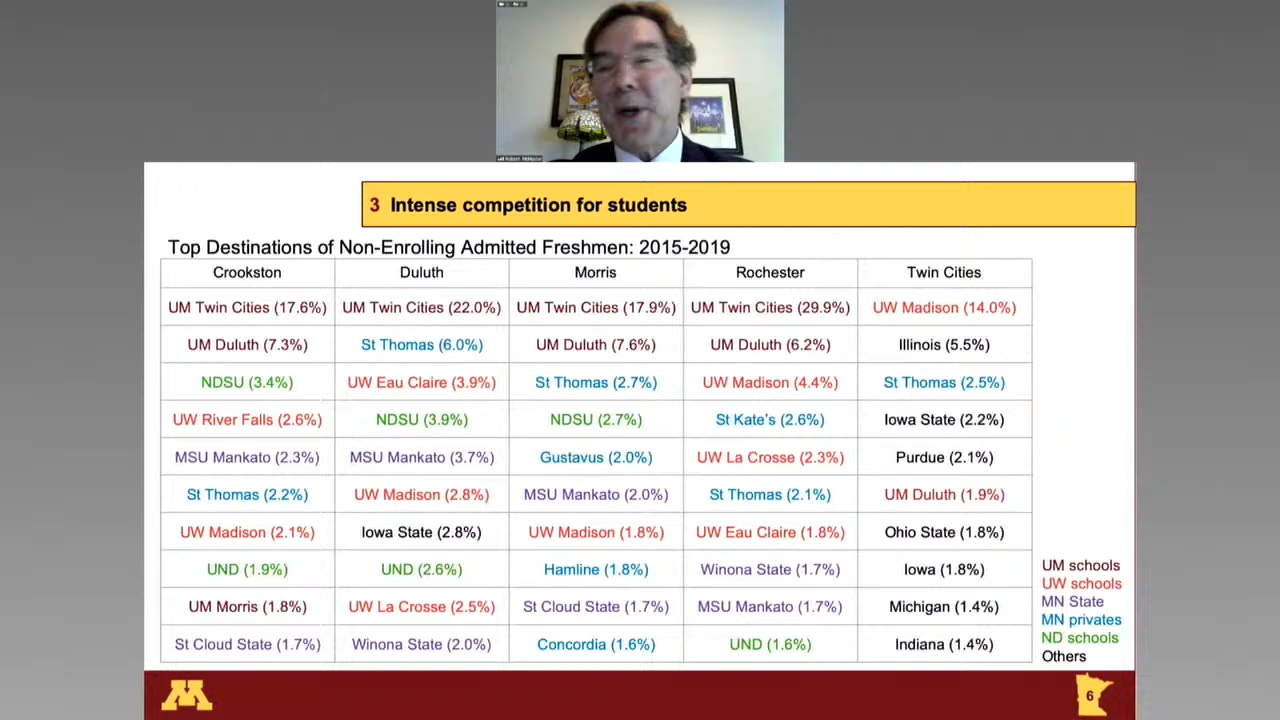 Robert McMaster
3 Intense competition for students
Top Destinations of Non-Enrolling Admitted Freshmen: 2015-2019
Crookston Duluth Morris Rochester Twin Cities
UM Twin Cities (17.6%) UM Twin Cities (22.0%) UM Twin Cities (17.9%) UM Twin Cities (29.9%) UW Madison (14.0%)
UM Duluth (7.3%) St Thomas (6.0%) UM Duluth (7.6%) UM Duluth (6.2%) Illinois (5.5%)
NDSU (3.4%) UW Eau Claire (3.9%) St Thomas (2.7%) UW Madison (4.4%) St Thomas (2.5%)
UW River Falls (2.6%) NDSU (3.9%) NDSU (2.7%) St Kate's (2.6%) Iowa State (2.2%)
MSU Mankato (2.3%) MSU Mankato (3.7%) Gustavus (2.0%) UW La Crosse (2.3%) Purdue (2.1%)
St Thomas (2.2%) UW Madison (2.8%) MSU Mankato (2.0%) St Thomas (2.1%) UM Duluth (1.9%)
UW Madison (2.1%) Iowa State (2.8%) UW Madison (1.8%) UW Eau Claire (1.8%) Ohio State (1.8%)
UND (1.9%) UND (2.6%) Hamline (1.8%) Winona State (1.7%) Iowa (1.8%)
UM Morris (1.8%) UW La Crosse (2.5%) St Cloud State (1.7%) MSU Mankato (1.7%) Michigan (1.4%)
St Cloud State (1.7%) Winona State (2.0%) Concordia (1.6%) UND (1.6%) Indiana (1.4%)
UM schools
UW schools
MN State
MN privates
ND schools
Others
M
6